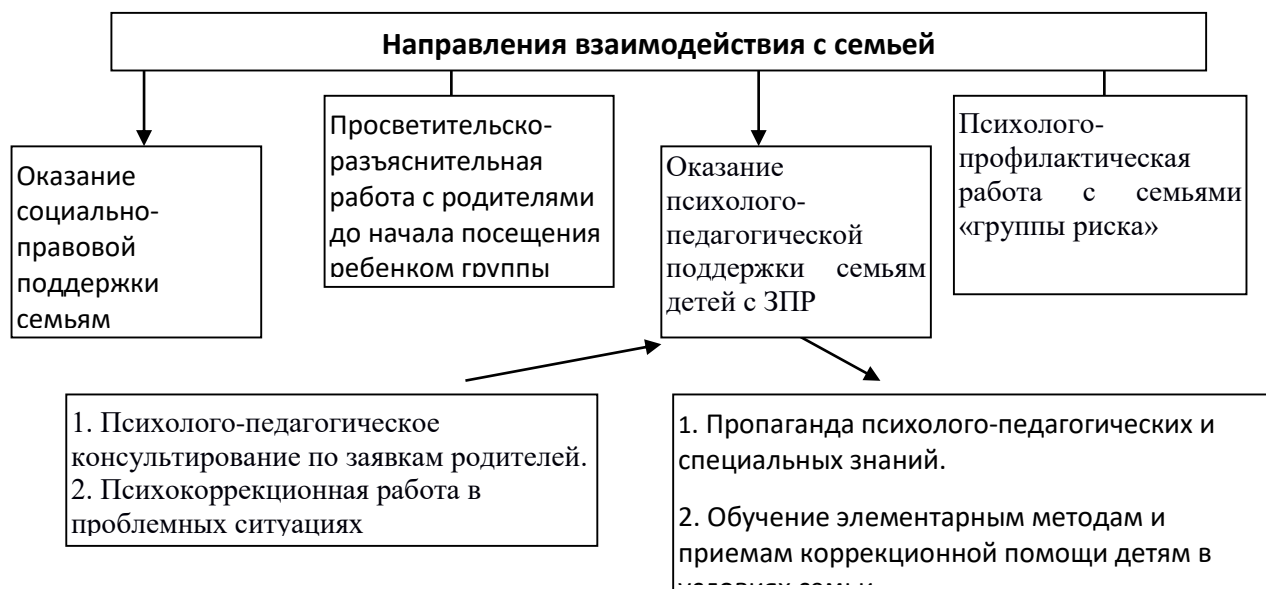 Направления взаимодействия с семьей
Оказание
социально-
правовой
поддержки
семьям
Просветительско-
разъяснительная
работа с родителями
до начала посещения
ребенком группы
Оказание
психолого-
педагогической
поддержки семьям
детей с ЗПР
Психолого-
профилактическая
работа с семьями
«группы риска»
1. Психолого-педагогическое
консультирование по заявкам родителей.
2. Психокоррекционная работа в
проблемных ситуациях
1. Пропаганда психолого-педагогических и
специальных знаний.
2. Обучение элементарным методам и
приемам коррекционной помощи детям в